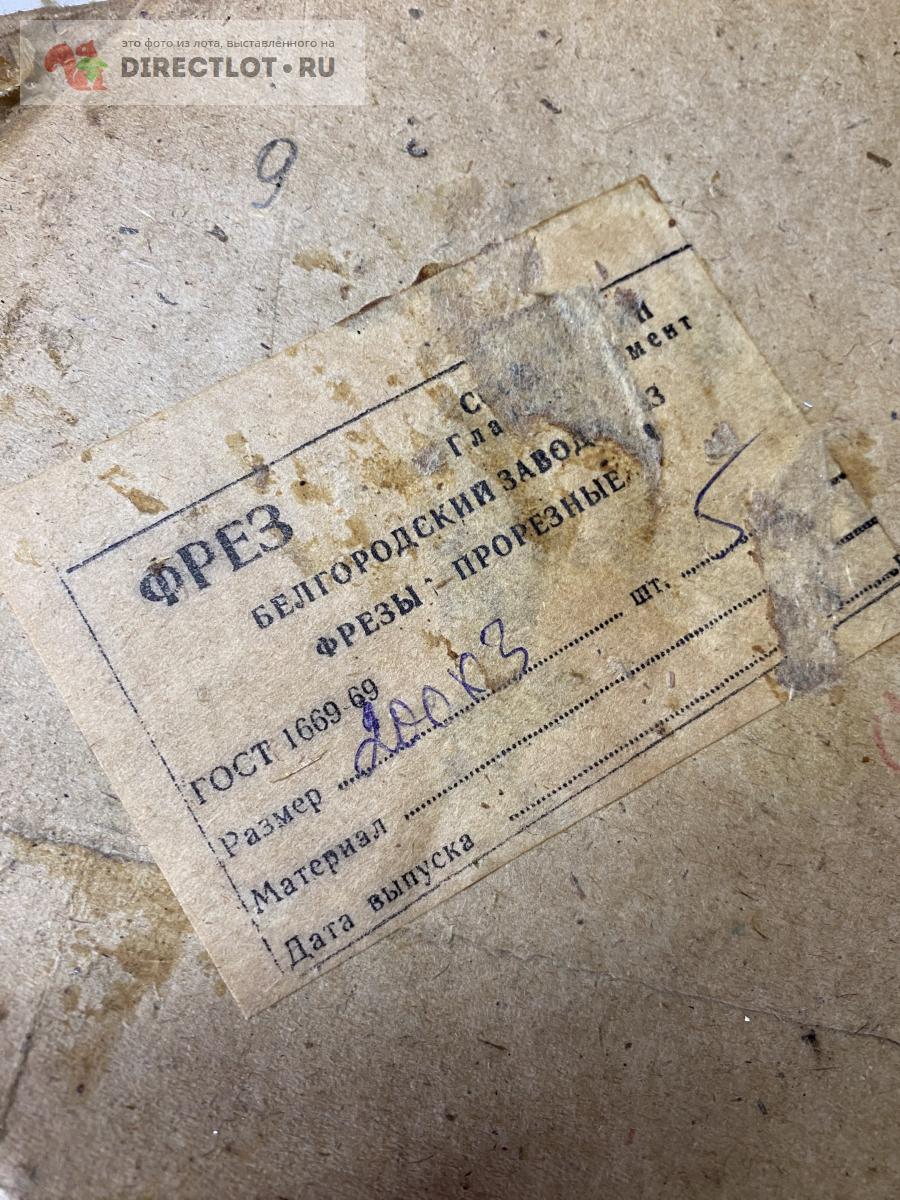 это фото из лота, выставленного на
DIRECTLOT.RU
9
ФРЕЗ
БЕЛГОРОДСКИЙ ЗАВОД
ФРЕЗЫ: ПРОРЕЗНЫЕ
ГОСТ 1669-69
Размер 200х3 шт. 5
Материал
Дата выпуска